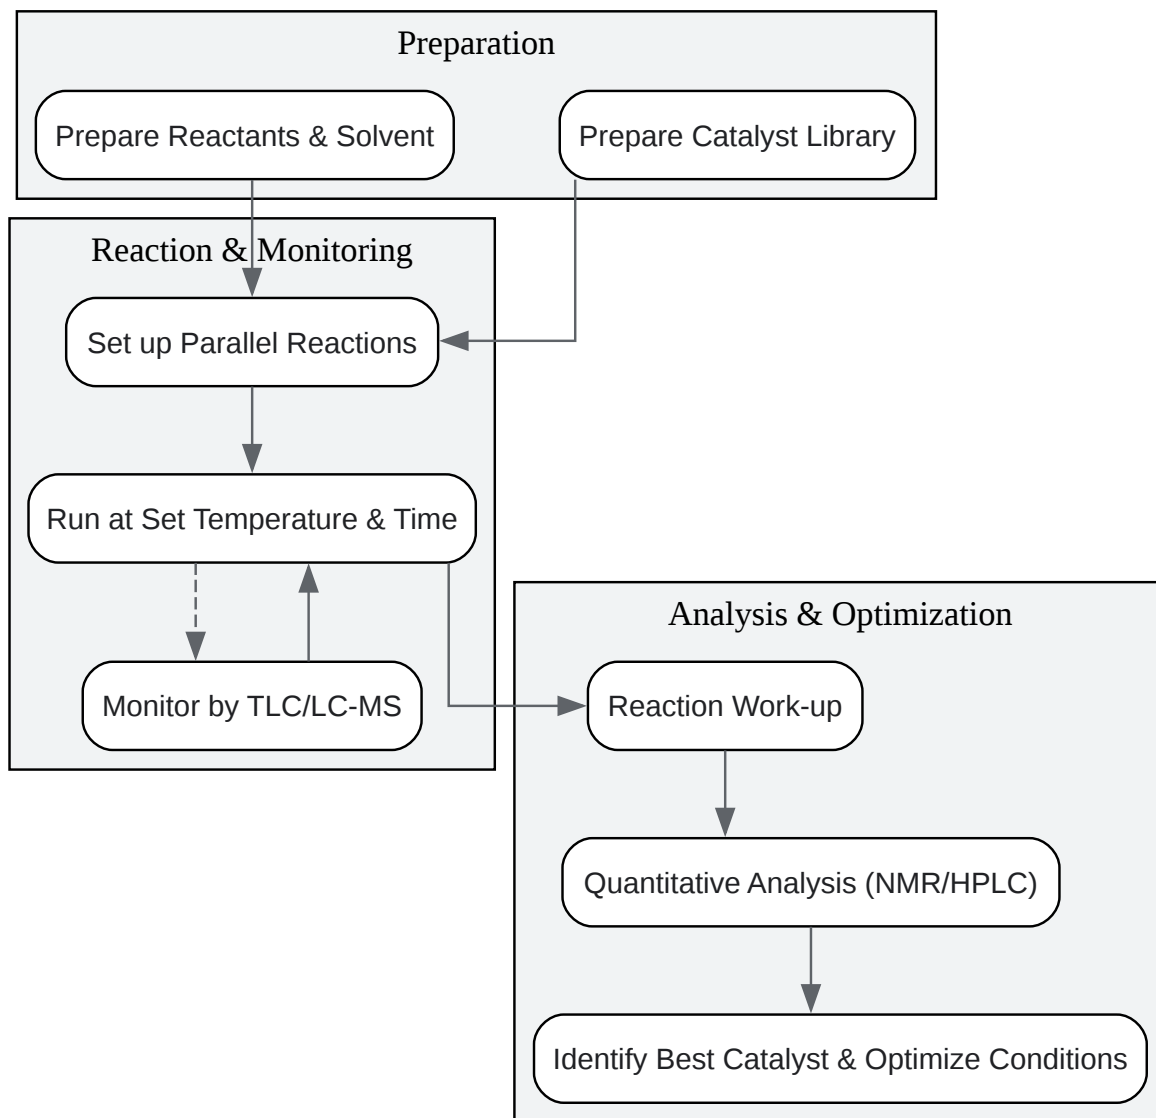 Preparation
Prepare Reactants & Solvent
Prepare Catalyst Library
Reaction & Monitoring
Set up Parallel Reactions
Run at Set Temperature & Time
Monitor by TLC/LC-MS
Analysis & Optimization
Reaction Work-up
Quantitative Analysis (NMR/HPLC)
Identify Best Catalyst & Optimize Conditions